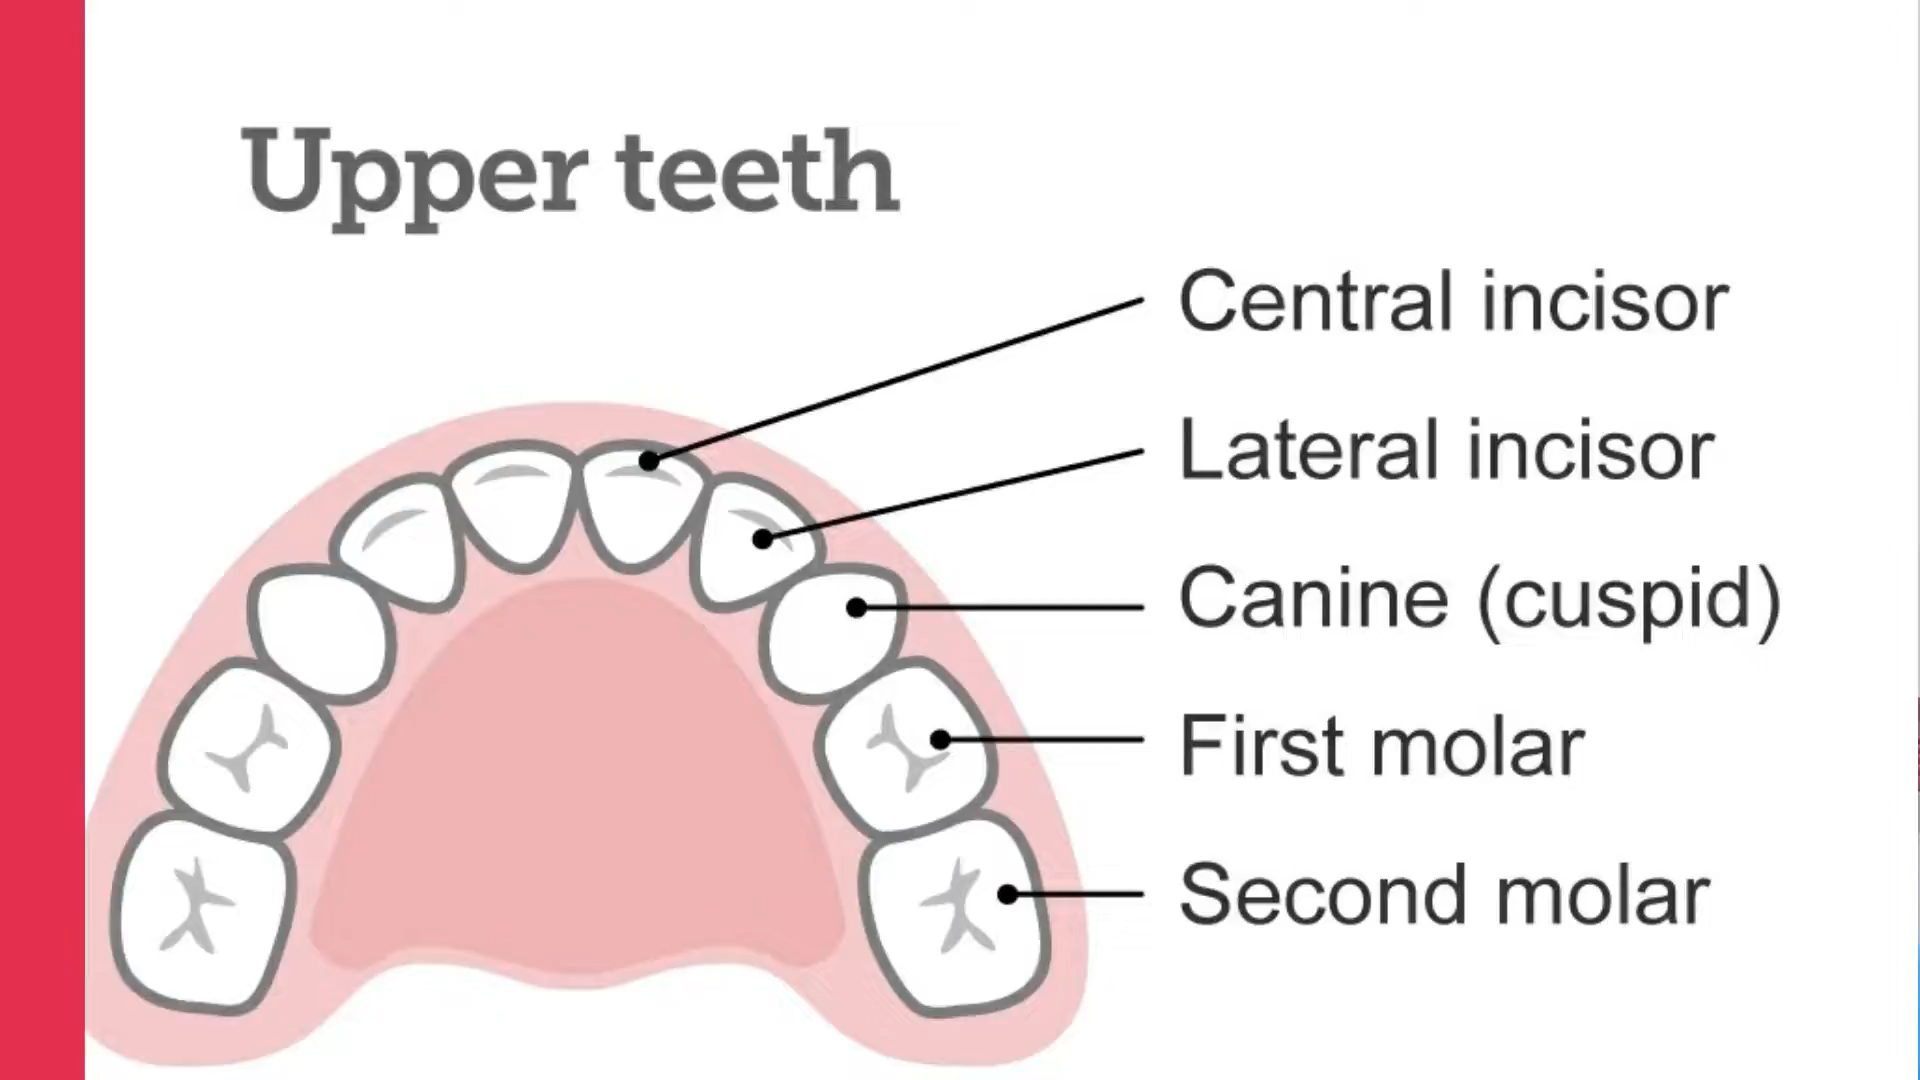 Upper teeth
Central incisor
Lateral incisor
Canine (cuspid)
First molar
Second molar